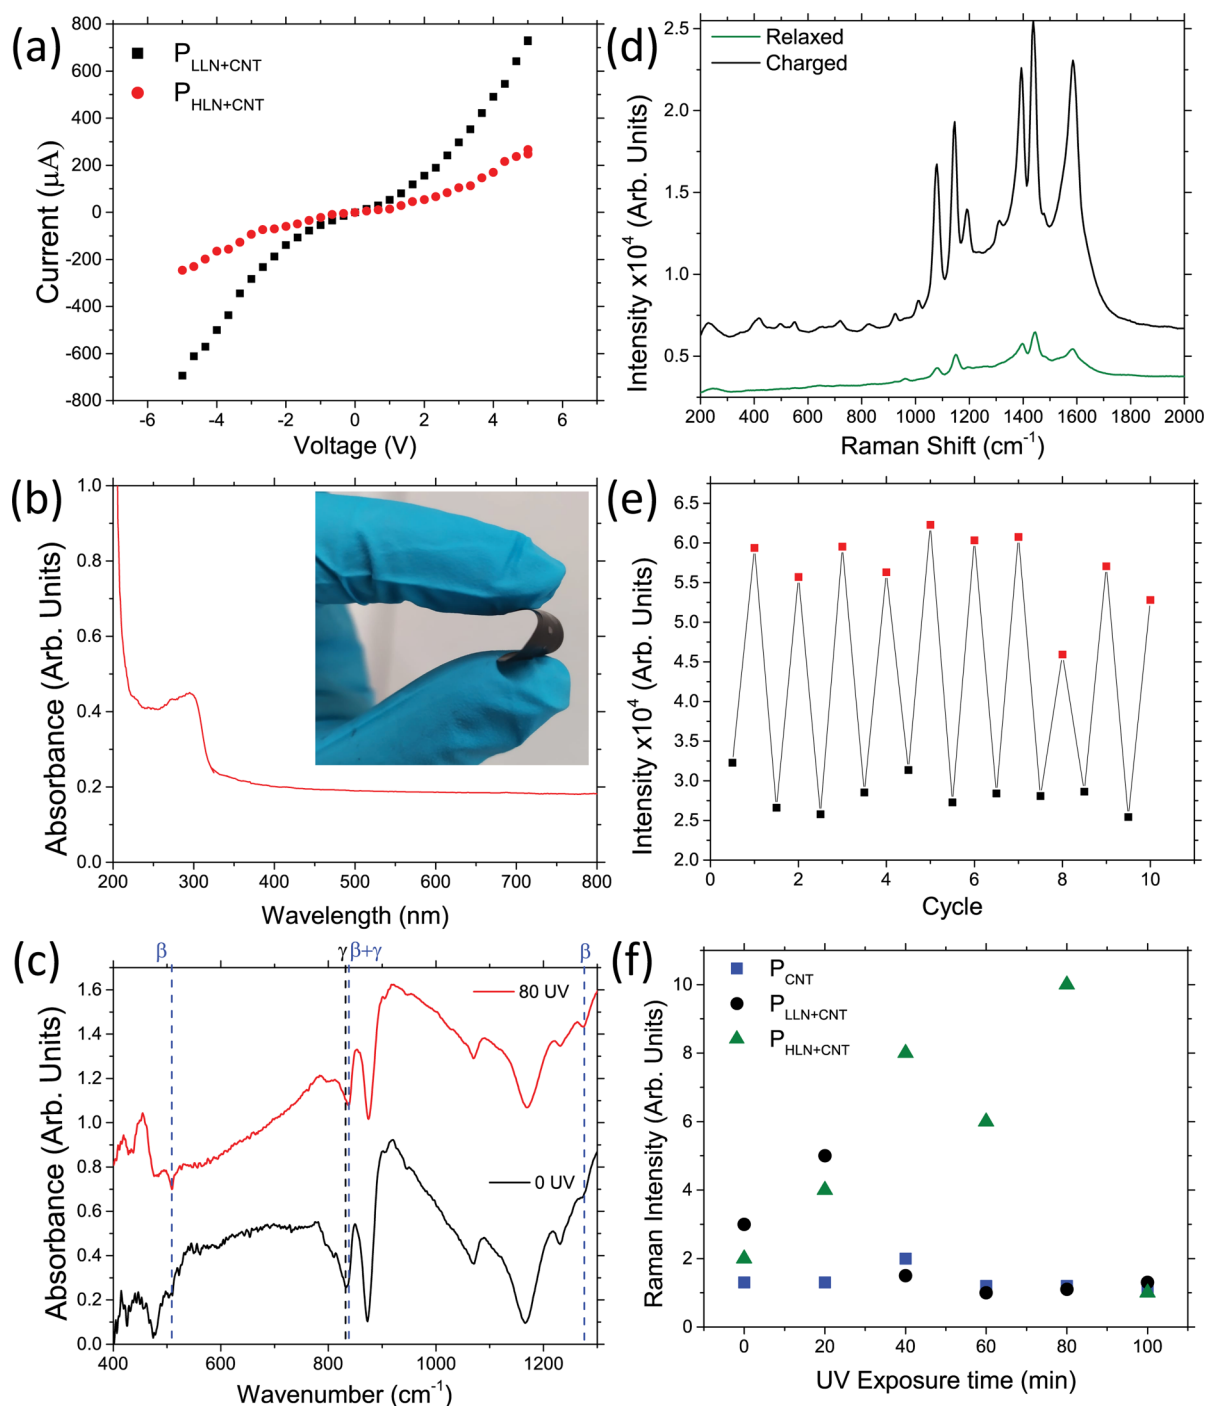 (a)
P_LLN+CNT
P_HLN+CNT
Current (μA)
800
600
400
200
0
-200
-400
-600
-800
-6 -4 -2 0 2 4 6
Voltage (V)
(d)
Relaxed
Charged
Intensity x10^4 (Arb. Units)
2.5
2.0
1.5
1.0
0.5
200 400 600 800 1000 1200 1400 1600 1800 2000
Raman Shift (cm^-1)
(b)
Absorbance (Arb. Units)
1.0
0.8
0.6
0.4
0.2
0.0
200 300 400 500 600 700 800
Wavelength (nm)
(e)
Intensity x10^4 (Arb. Units)
6.5
6.0
5.5
5.0
4.5
4.0
3.5
3.0
2.5
2.0
0 2 4 6 8 10
Cycle
(c)
β γ β+γ β
80 UV
0 UV
Absorbance (Arb. Units)
1.6
1.4
1.2
1.0
0.8
0.6
0.4
0.2
0.0
400 600 800 1000 1200
Wavenumber (cm^-1)
(f)
P_CNT
P_LLN+CNT
P_HLN+CNT
Raman Intensity (Arb. Units)
10
8
6
4
2
0
0 20 40 60 80 100
UV Exposure time (min)